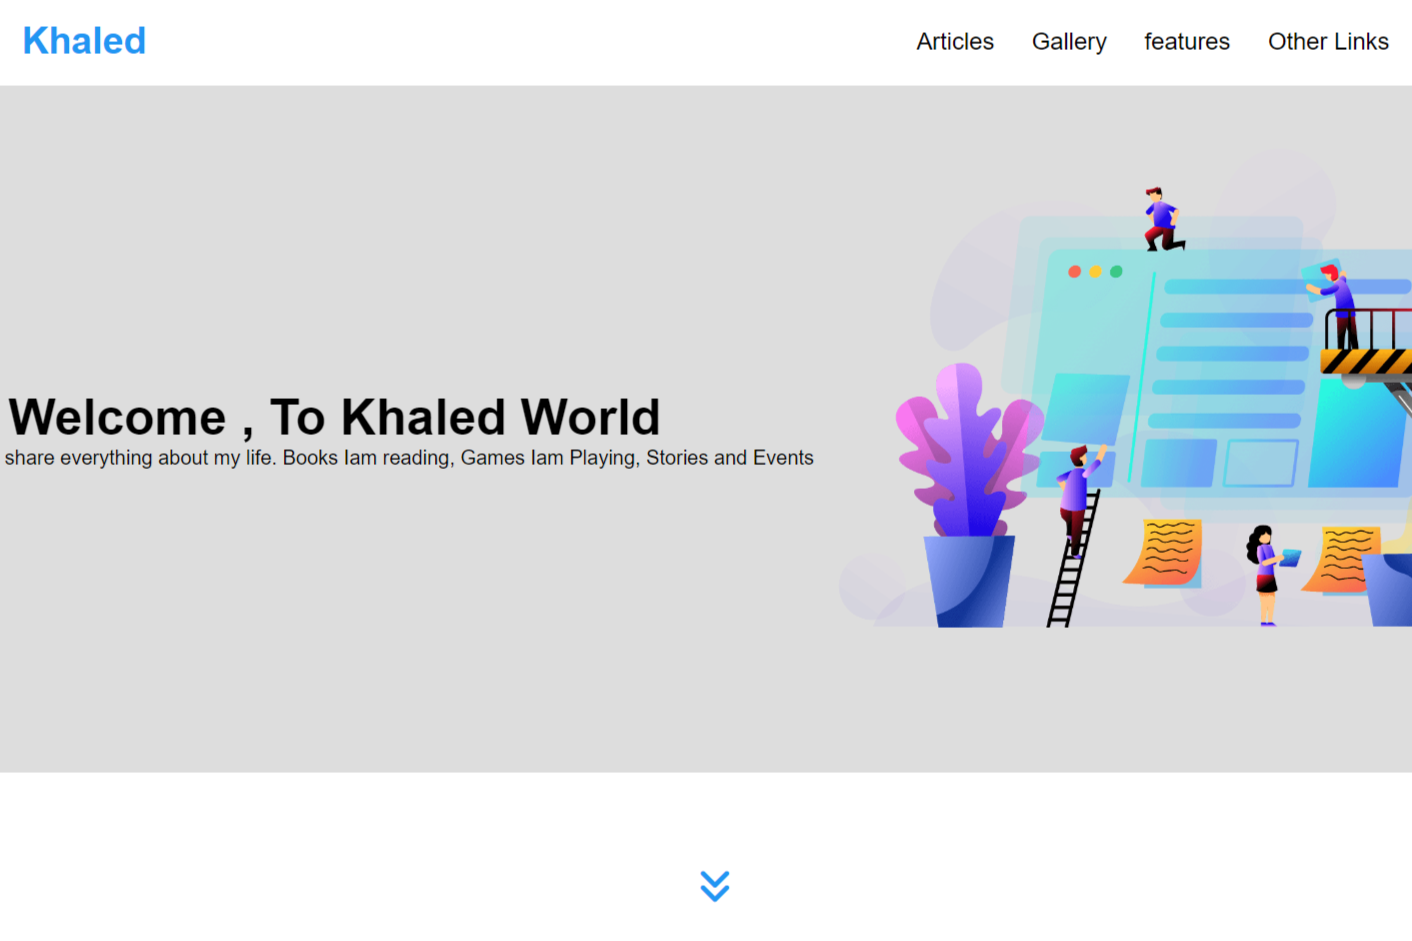 Khaled
Articles Gallery features Other Links
Welcome , To Khaled World
share everything about my life. Books Iam reading, Games Iam Playing, Stories and Events